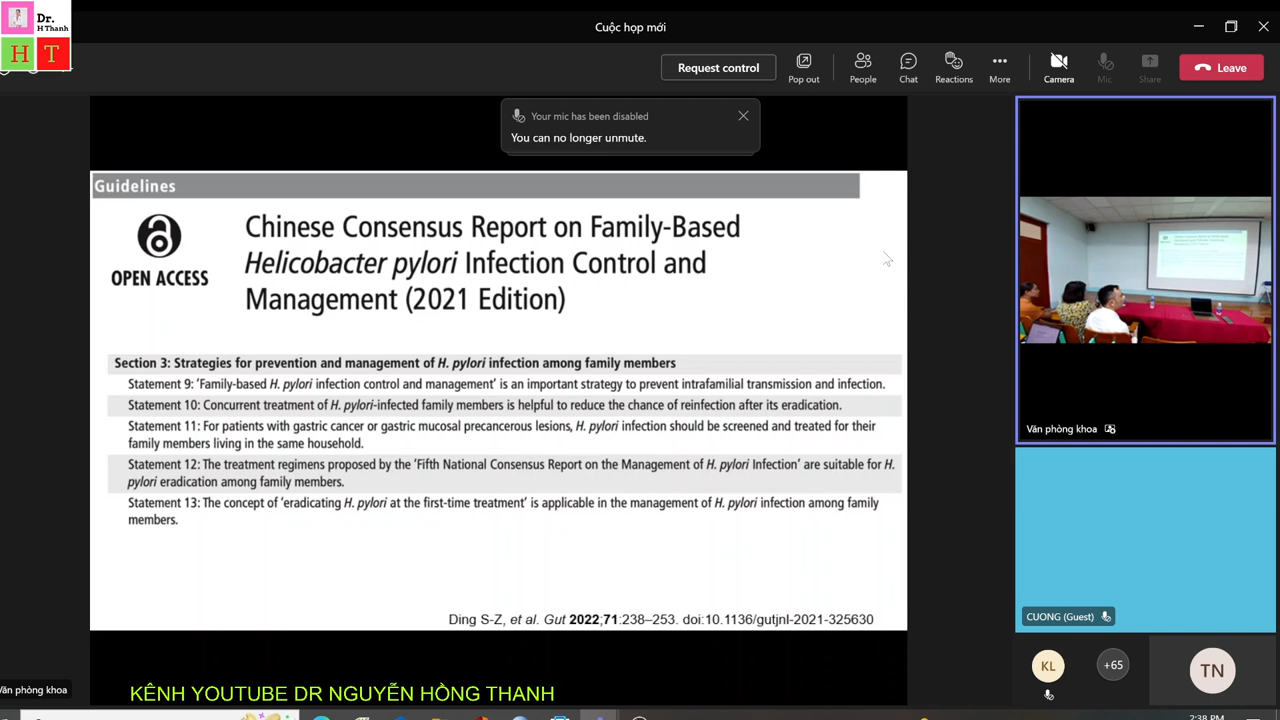 Dr.
H Thanh
H T
Cuộc họp mới
Request control
Pop out
People
Chat
Reactions
More
Camera
Mic
Share
Leave
Your mic has been disabled
You can no longer unmute.
Guidelines
OPEN ACCESS
Chinese Consensus Report on Family-Based
Helicobacter pylori Infection Control and
Management (2021 Edition)
Section 3: Strategies for prevention and management of H. pylori infection among family members
Statement 9: ‘Family-based H. pylori infection control and management’ is an important strategy to prevent intrafamilial transmission and infection.
Statement 10: Concurrent treatment of H. pylori-infected family members is helpful to reduce the chance of reinfection after its eradication.
Statement 11: For patients with gastric cancer or gastric mucosal precancerous lesions, H. pylori infection should be screened and treated for their
family members living in the same household.
Statement 12: The treatment regimens proposed by the ‘Fifth National Consensus Report on the Management of H. pylori Infection’ are suitable for H.
pylori eradication among family members.
Statement 13: The concept of ‘eradicating H. pylori at the first-time treatment’ is applicable in the management of H. pylori infection among family
members.
Ding S-Z, et al. Gut 2022;71:238–253. doi:10.1136/gutjnl-2021-325630
Văn phòng khoa
CUONG (Guest)
KL
+65
TN
Văn phòng khoa
KÊNH YOUTUBE DR NGUYỄN HỒNG THANH
2:38 PM